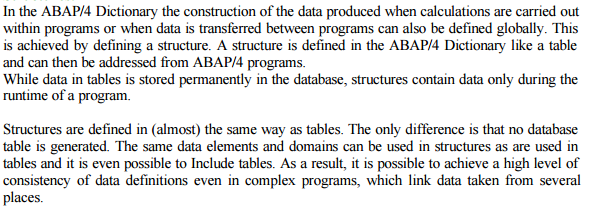 In the ABAP/4 Dictionary the construction of the data produced when calculations are carried out
within programs or when data is transferred between programs can also be defined globally. This
is achieved by defining a structure. A structure is defined in the ABAP/4 Dictionary like a table
and can then be addressed from ABAP/4 programs.
While data in tables is stored permanently in the database, structures contain data only during the
runtime of a program.
Structures are defined in (almost) the same way as tables. The only difference is that no database
table is generated. The same data elements and domains can be used in structures as are used in
tables and it is even possible to Include tables. As a result, it is possible to achieve a high level of
consistency of data definitions even in complex programs, which link data taken from several
places.